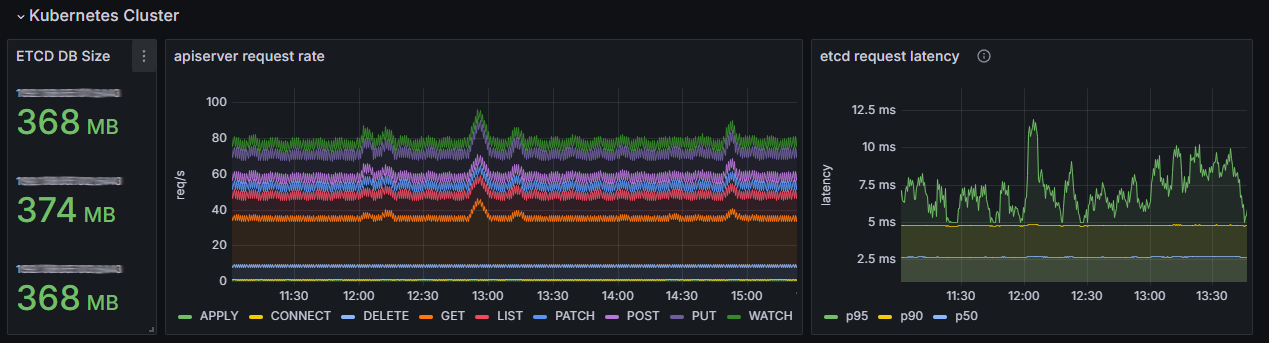 Kubernetes Cluster
ETCD DB Size
368 MB
374 MB
368 MB
apiserver request rate
req/s
100
80
60
40
20
0
11:30 12:00 12:30 13:00 13:30 14:00 14:30 15:00
APPLY CONNECT DELETE GET LIST PATCH POST PUT WATCH
etcd request latency
latency
12.5 ms
10 ms
7.5 ms
5 ms
2.5 ms
11:30 12:00 12:30 13:00 13:30
p95 p90 p50